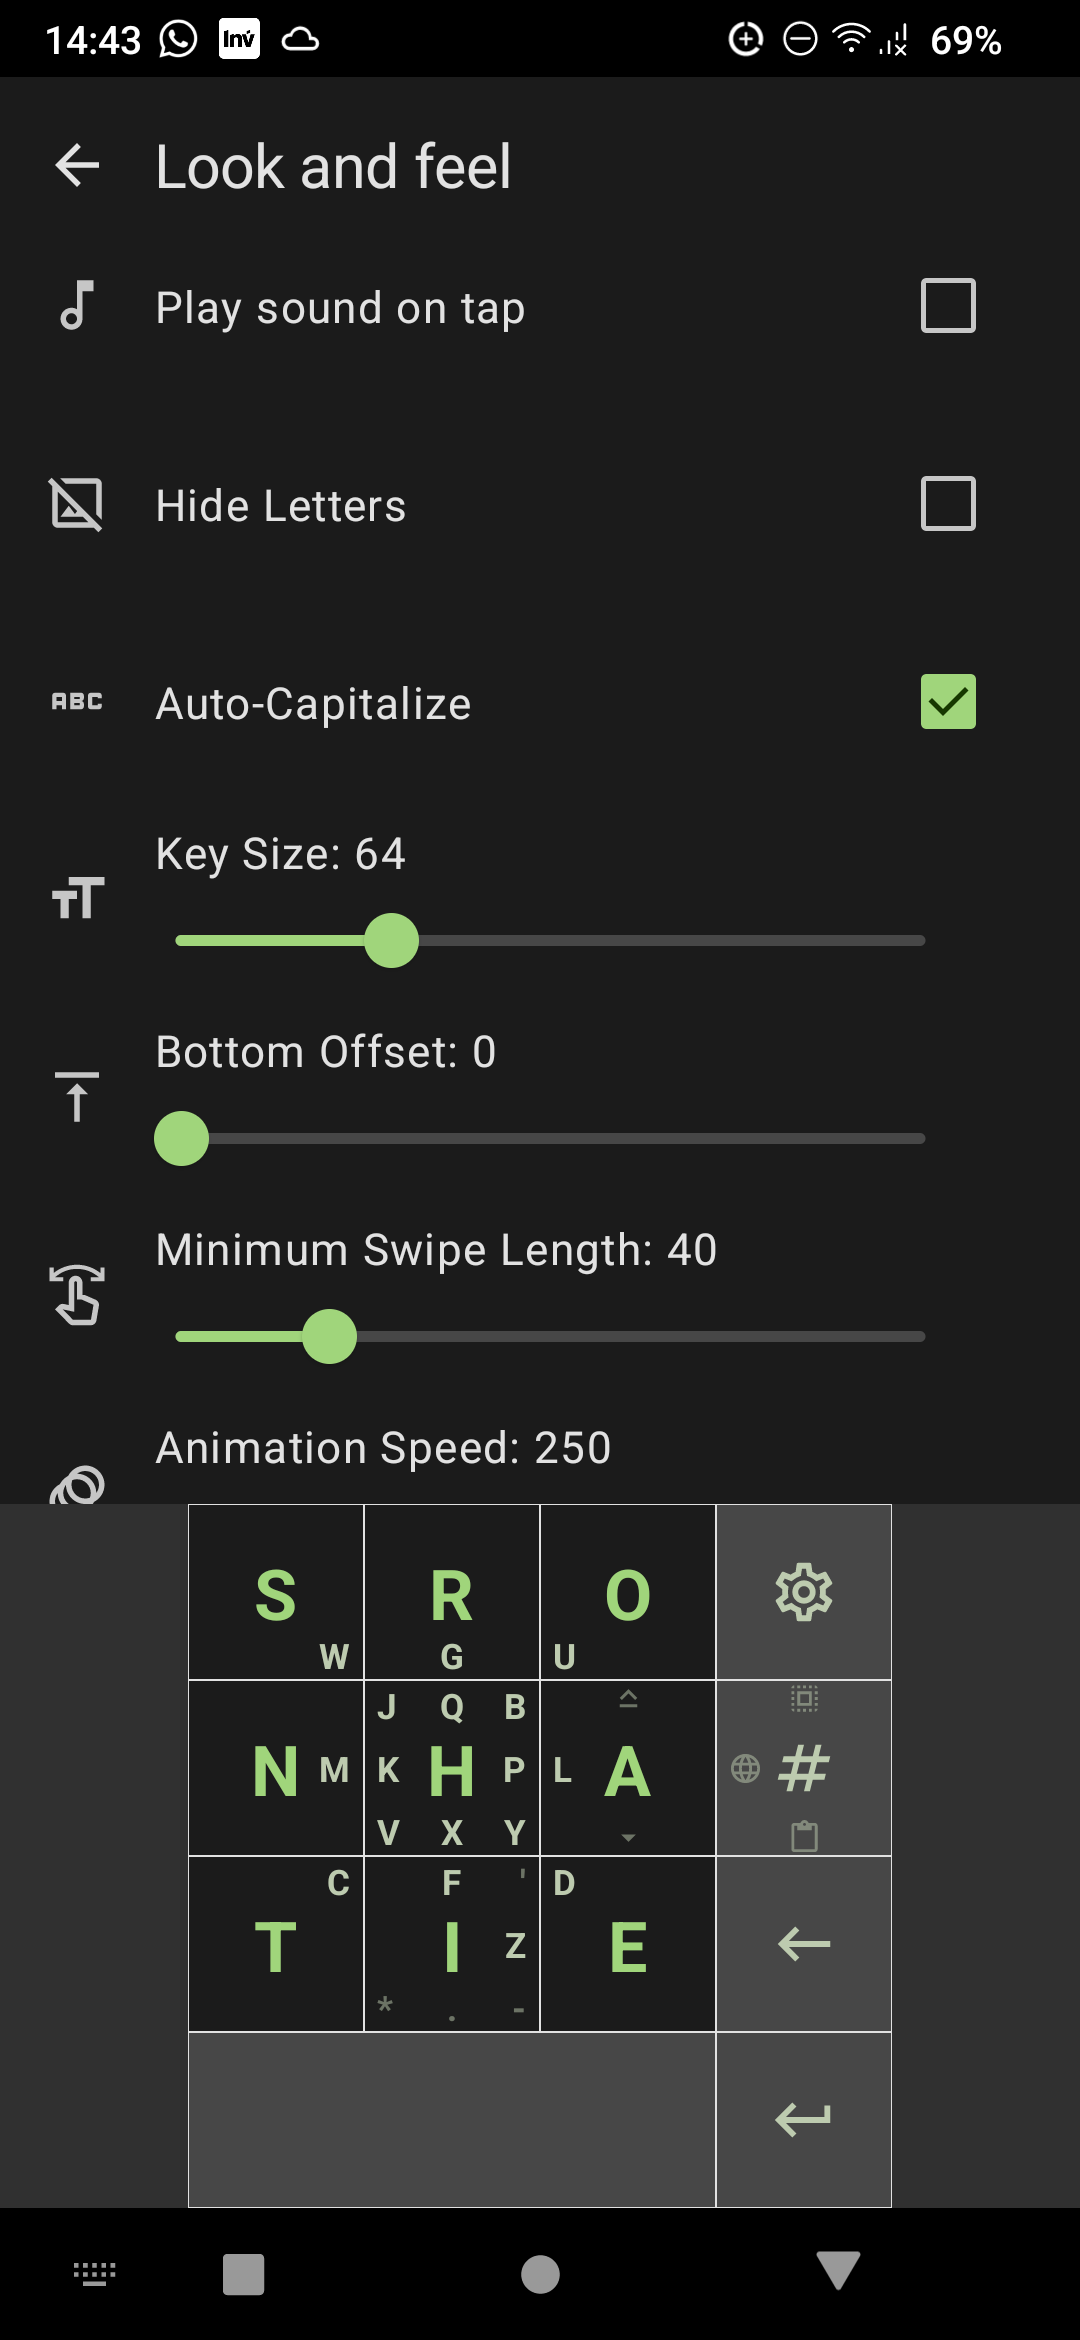 14:43 Inv 69%
Look and feel
Play sound on tap
Hide Letters
ABC Auto-Capitalize
Key Size: 64
Bottom Offset: 0
Minimum Swipe Length: 40
Animation Speed: 250
S W R G O U
N M J Q B K H P V X Y L A #
T C F ' I Z * . - D E